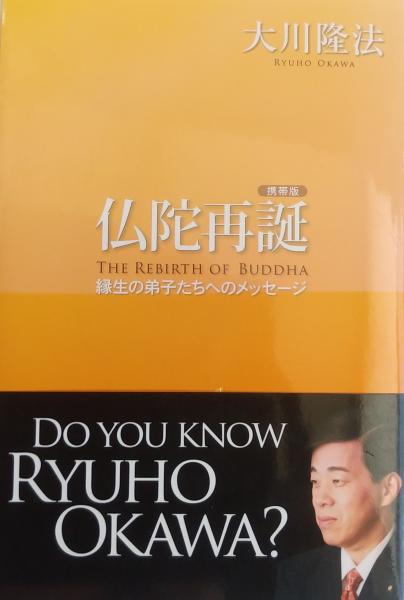 大川隆法
RYUHO OKAWA
携帯版
仏陀再誕
THE REBIRTH OF BUDDHA
縁生の弟子たちへのメッセージ
DO YOU KNOW
RYUHO
OKAWA?